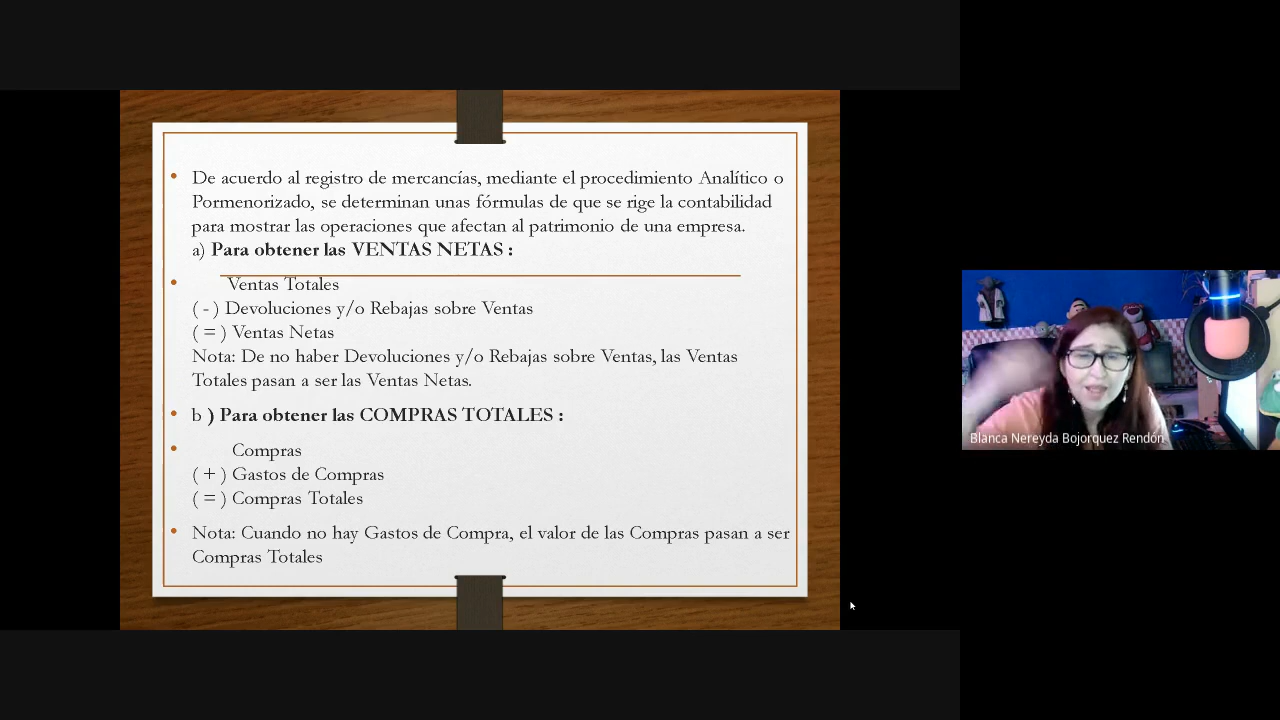 De acuerdo al registro de mercancías, mediante el procedimiento Analítico o
Pormenorizado, se determinan unas fórmulas de que se rige la contabilidad
para mostrar las operaciones que afectan al patrimonio de una empresa.
a) Para obtener las VENTAS NETAS :
Ventas Totales
( - ) Devoluciones y/o Rebajas sobre Ventas
( = ) Ventas Netas
Nota: De no haber Devoluciones y/o Rebajas sobre Ventas, las Ventas
Totales pasan a ser las Ventas Netas.
b ) Para obtener las COMPRAS TOTALES :
Compras
( + ) Gastos de Compras
( = ) Compras Totales
Nota: Cuando no hay Gastos de Compra, el valor de las Compras pasan a ser
Compras Totales
Blanca Nereyda Bojorquez Rendón